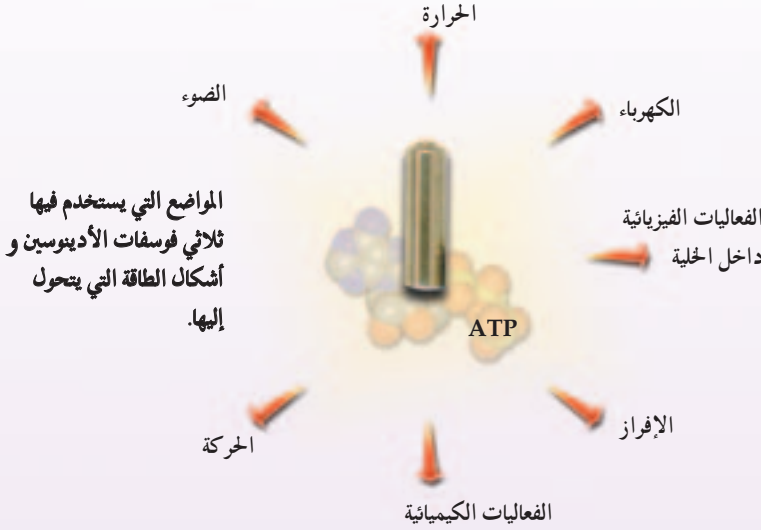 الحرارة
الكهرباء
الضوء
الفعاليات الفيزيائية
داخل الخلية
المواضع التي يستخدم فيها
ثلاثي فوسفات الأدينوسين و
أشكال الطاقة التي يتحول
إليها.
ATP
الإفراز
الحركة
الفعاليات الكيميائية